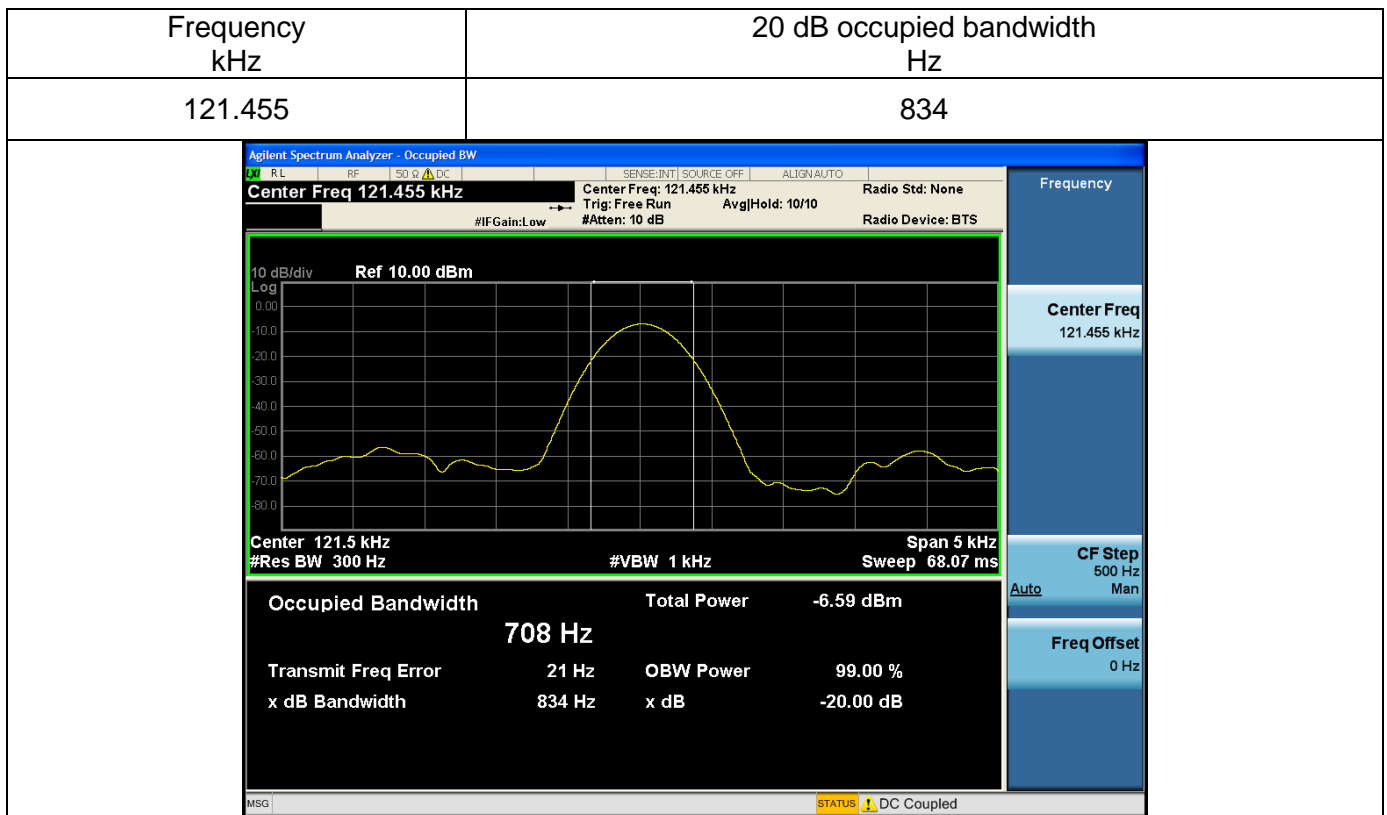 Frequency
kHz
20 dB occupied bandwidth
Hz
121.455
834
Agilent Spectrum Analyzer - Occupied BW
LXI RL RF 50 Ω DC SENSE:INT SOURCE OFF ALIGN AUTO
Center Freq 121.455 kHz
Center Freq: 121.455 kHz
Radio Std: None
Trig: Free Run Avg|Hold: 10/10
#IFGain:Low
#Atten: 10 dB
Radio Device: BTS
10 dB/div Ref 10.00 dBm
Log
0.00
-10.0
-20.0
-30.0
-40.0
-50.0
-60.0
-70.0
-80.0
Center 121.5 kHz Span 5 kHz
#Res BW 300 Hz #VBW 1 kHz Sweep 68.07 ms
Occupied Bandwidth Total Power -6.59 dBm
708 Hz
Transmit Freq Error 21 Hz OBW Power 99.00 %
x dB Bandwidth 834 Hz x dB -20.00 dB
Frequency
Center Freq
121.455 kHz
CF Step
500 Hz
Auto Man
Freq Offset
0 Hz
MSG STATUS DC Coupled